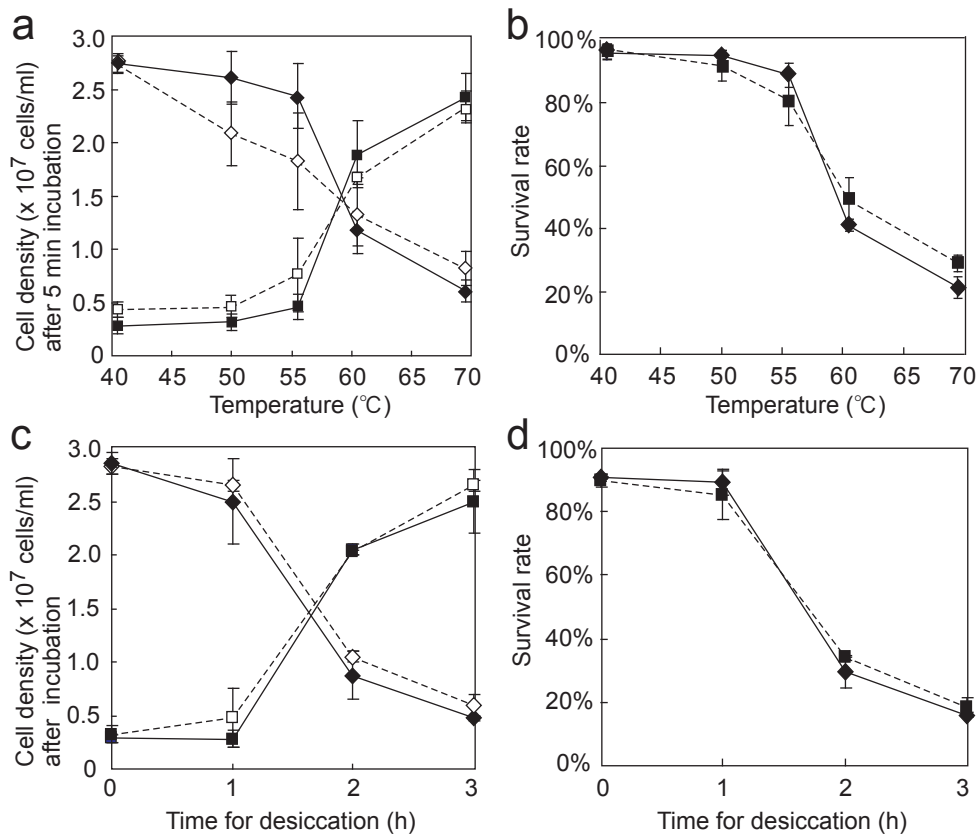 a
3.0
2.5
2.0
1.5
1.0
0.5
0
Cell density (x 10⁷ cells/ml)
after 5 min incubation
40 45 50 55 60 65 70
Temperature (°C)
b
100%
80%
60%
40%
20%
0%
Survival rate
40 45 50 55 60 65 70
Temperature (°C)
c
3.0
2.5
2.0
1.5
1.0
0.5
0
Cell density (x 10⁷ cells/ml)
after incubation
0 1 2 3
Time for desiccation (h)
d
100%
80%
60%
40%
20%
0%
Survival rate
0 1 2 3
Time for desiccation (h)